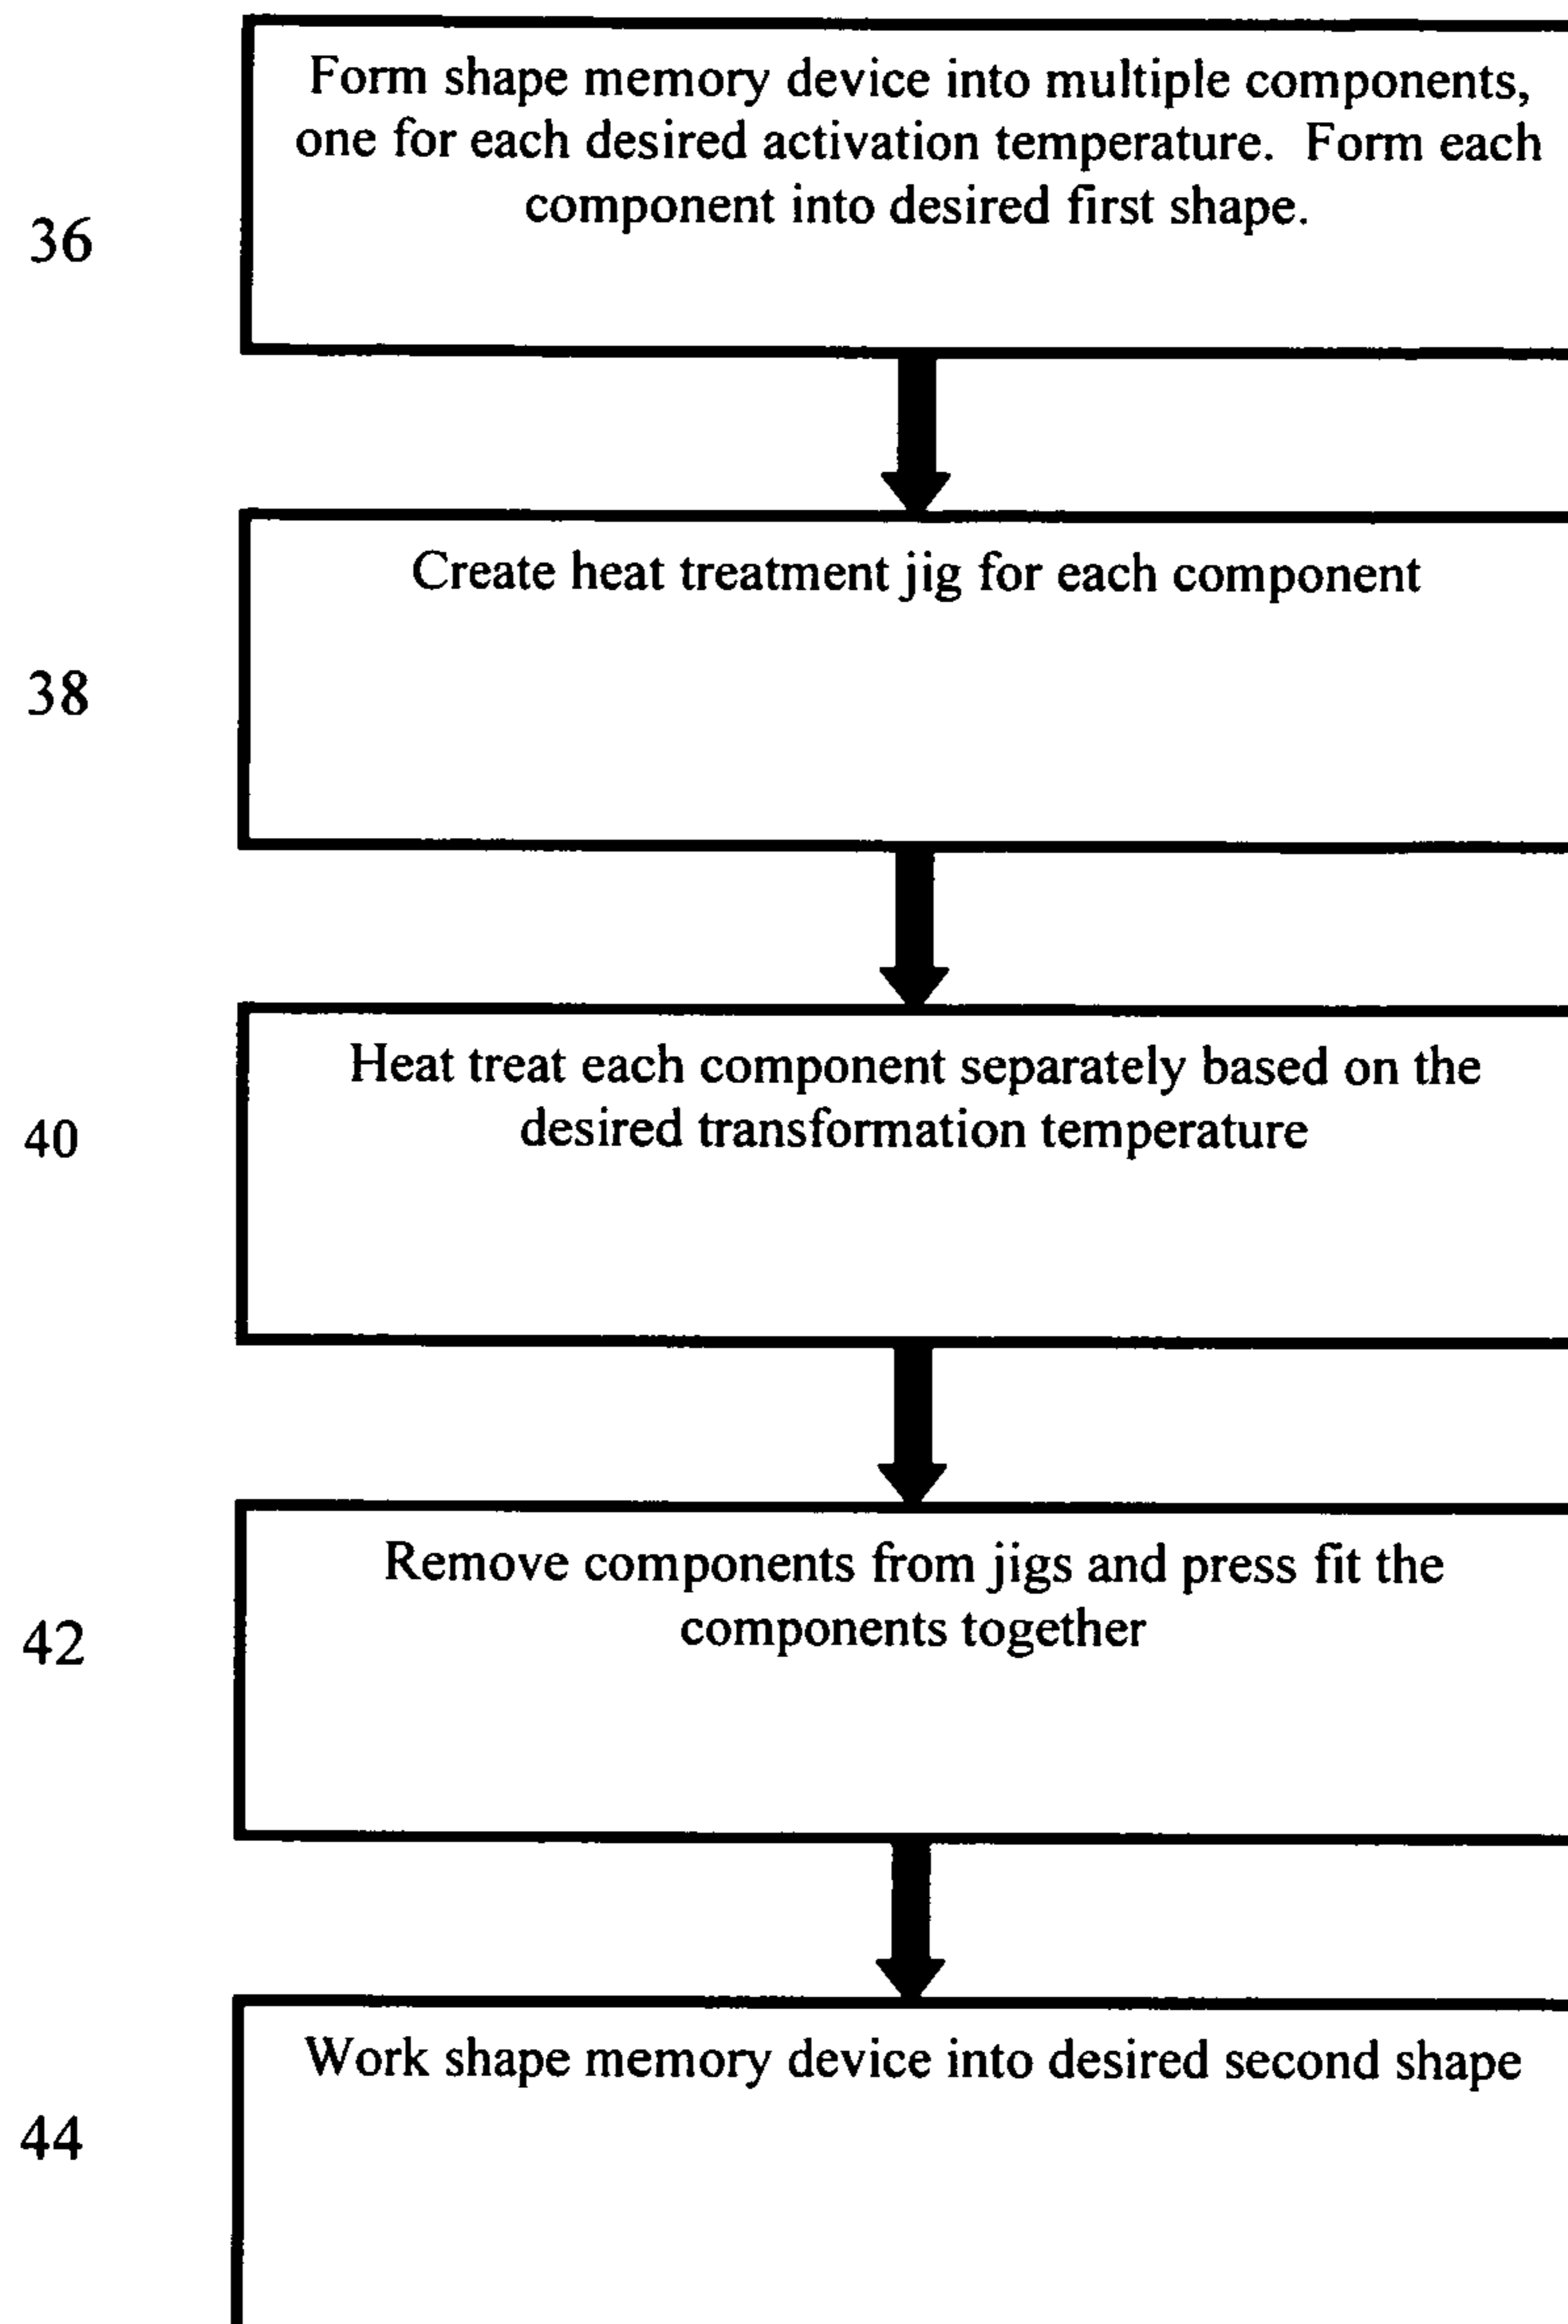 Form shape memory device into multiple components,
one for each desired activation temperature. Form each
component into desired first shape.
36
Create heat treatment jig for each component
38
Heat treat each component separately based on the
desired transformation temperature
40
Remove components from jigs and press fit the
components together
42
Work shape memory device into desired second shape
44